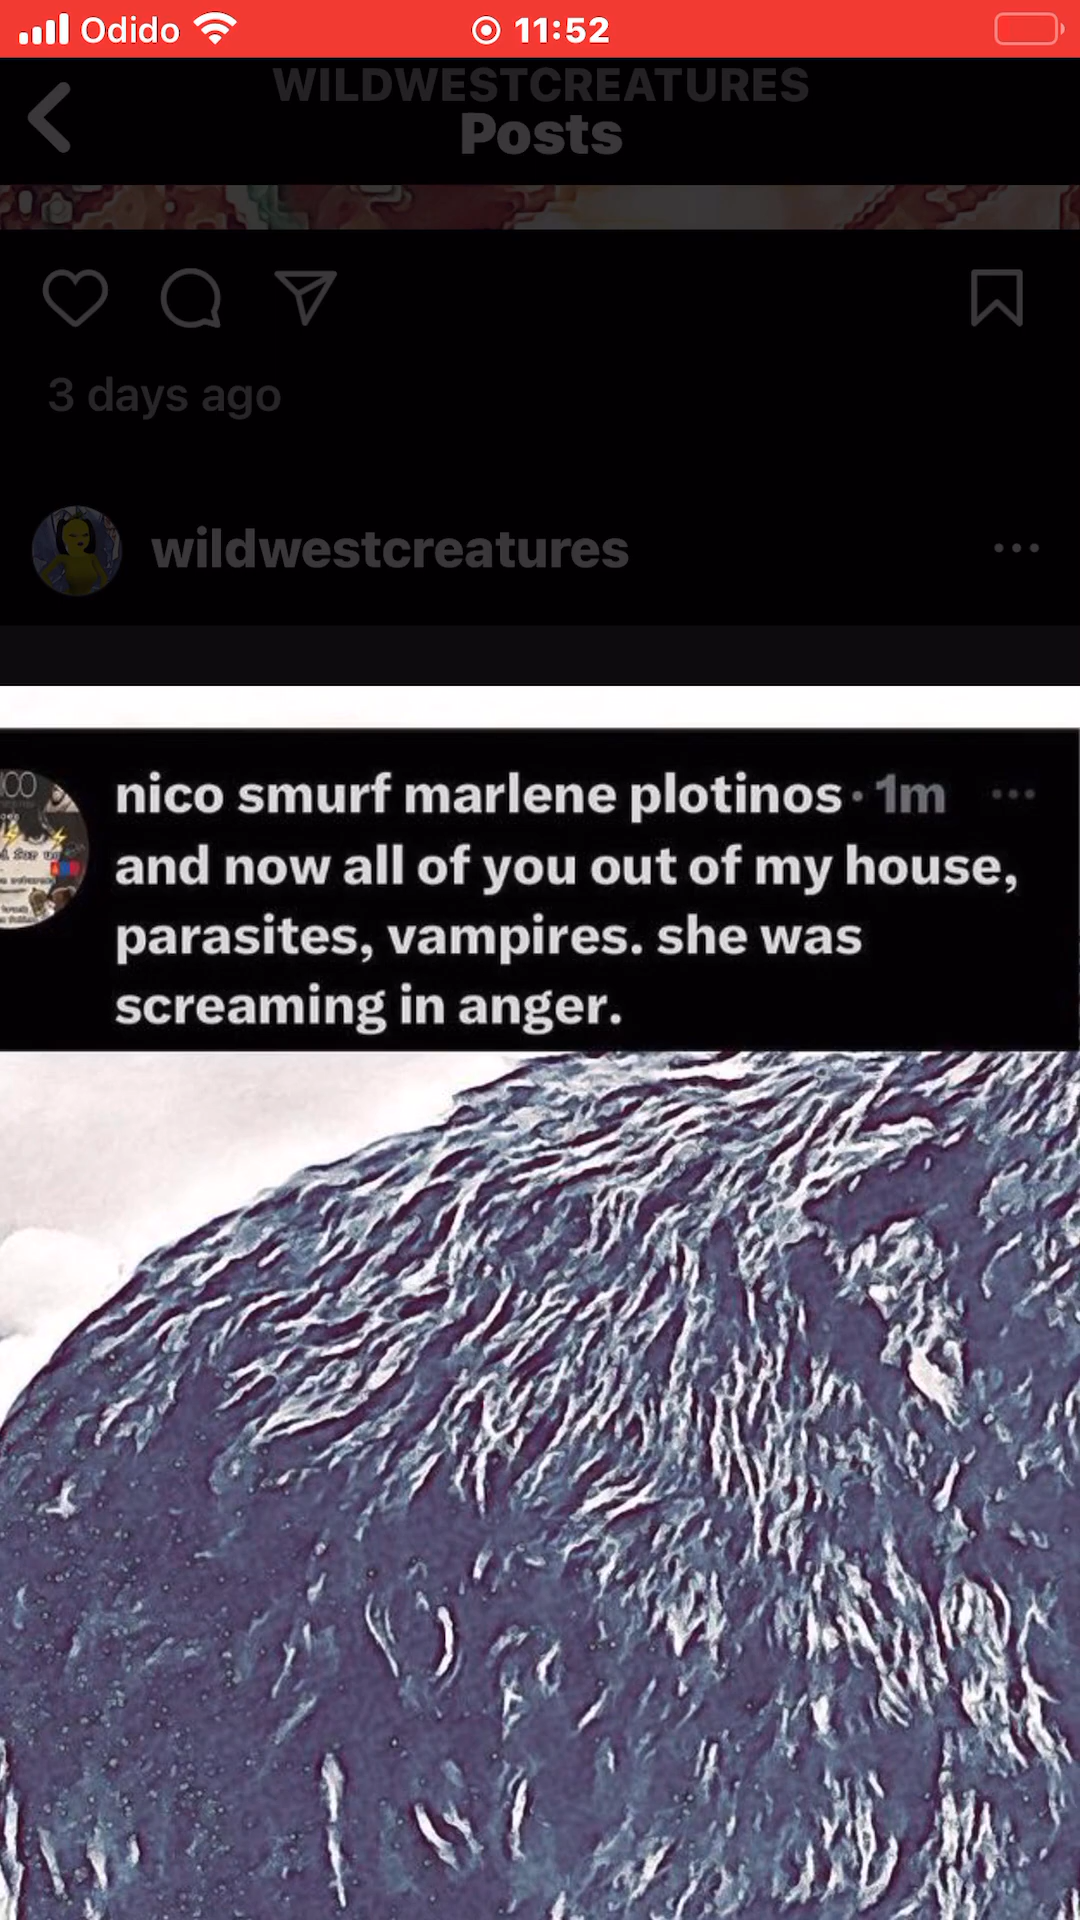 Odido 11:52
WILDWESTCREATURES
Posts
3 days ago
wildwestcreatures
nico smurf marlene plotinos · 1m
and now all of you out of my house,
parasites, vampires. she was
screaming in anger.